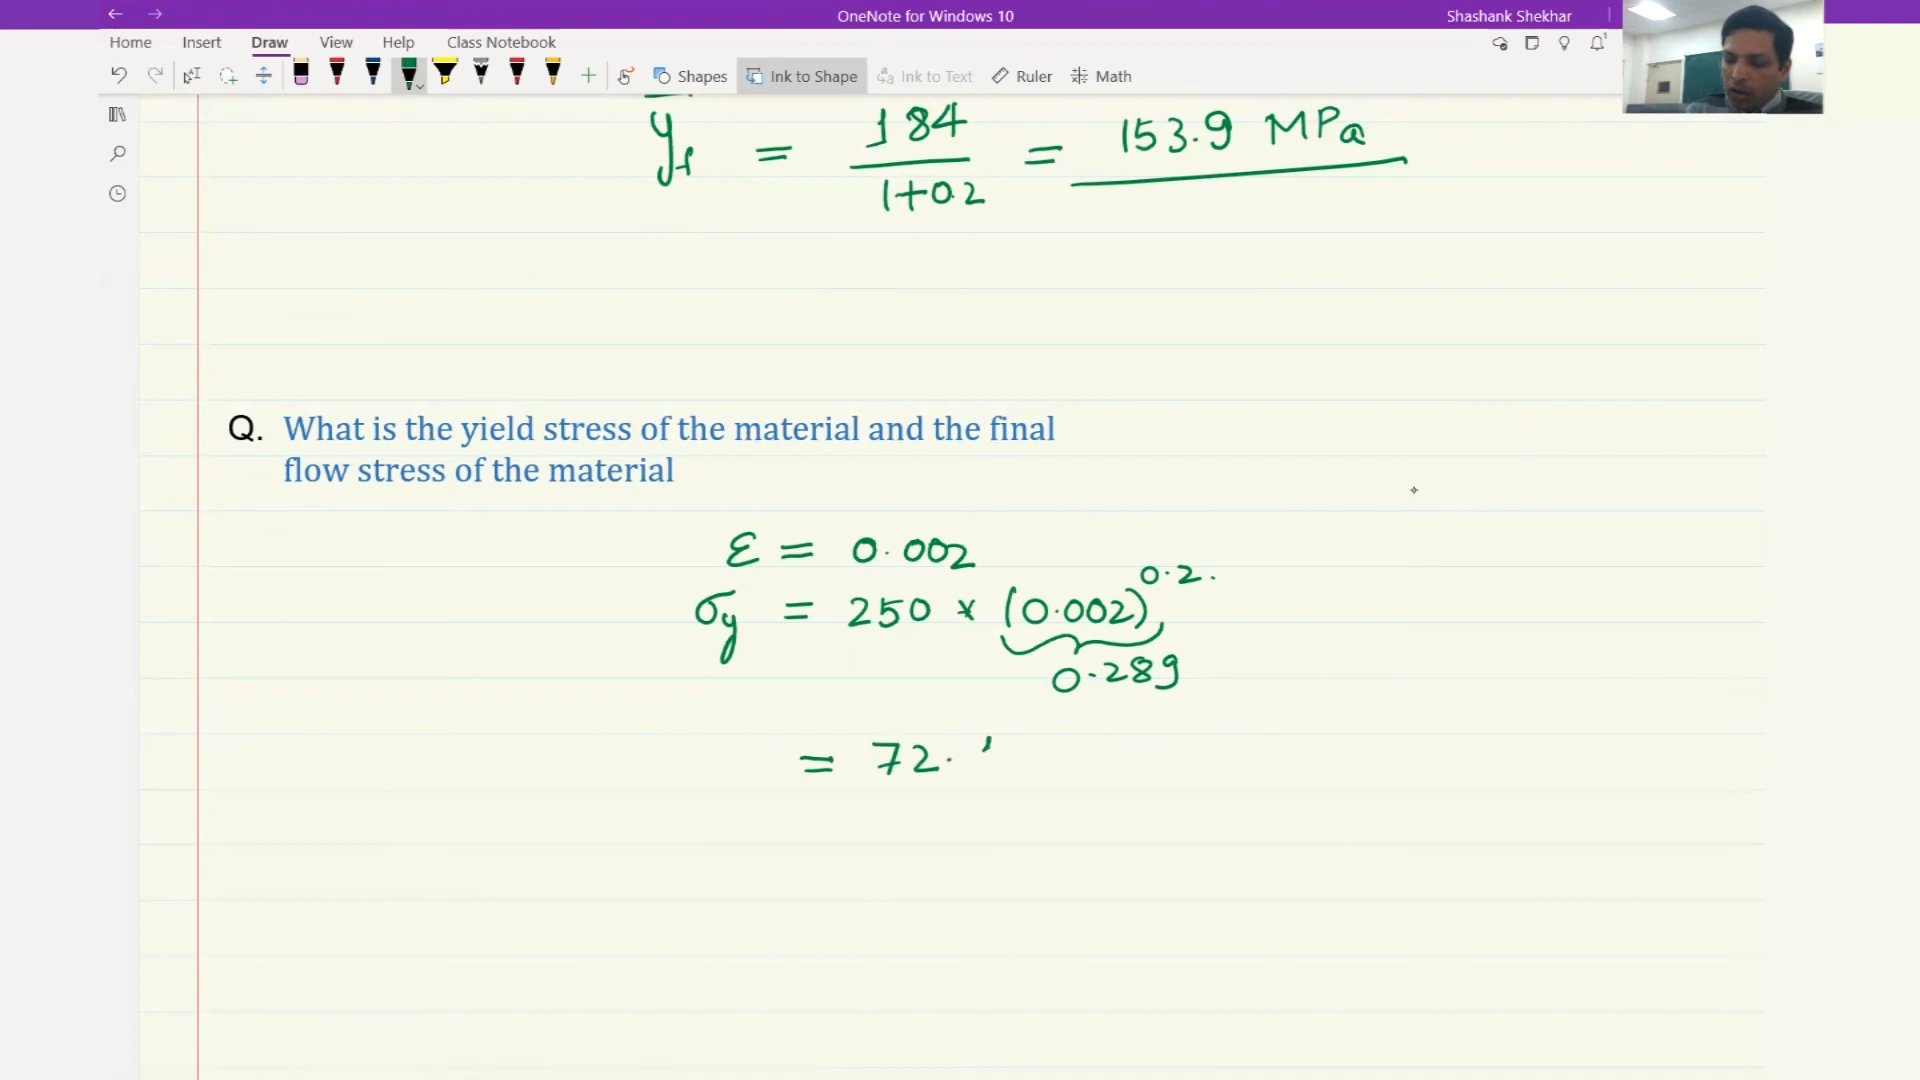 OneNote for Windows 10
Shashank Shekhar
Home Insert Draw View Help Class Notebook
Shapes Ink to Shape Ink to Text Ruler Math
184
= ― = 153.9 MPa
1+0.2
Q. What is the yield stress of the material and the final
flow stress of the material
ε = 0.002
σy = 250 * (0.002)^0.2.
0.289
= 72.